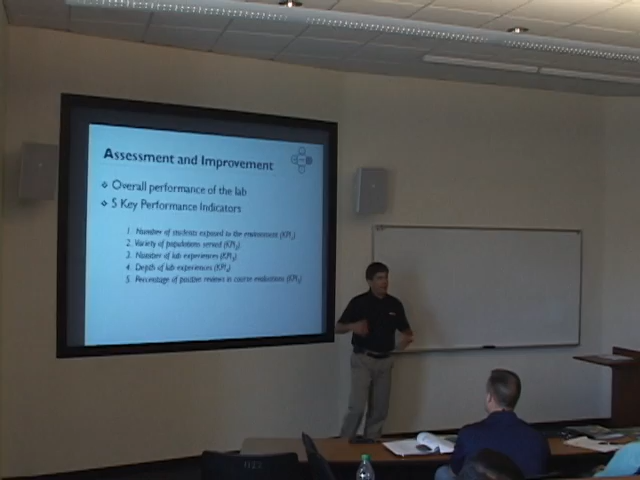 Assessment and Improvement
❖ Overall performance of the lab
❖ 5 Key Performance Indicators
1. Number of students exposed to the environment (KPI₁)
2. Variety of populations served (KPI₂)
3. Number of lab experiences (KPI₃)
4. Depth of lab experiences (KPI₄)
5. Percentage of positive reviews in course evaluations (KPI₅)